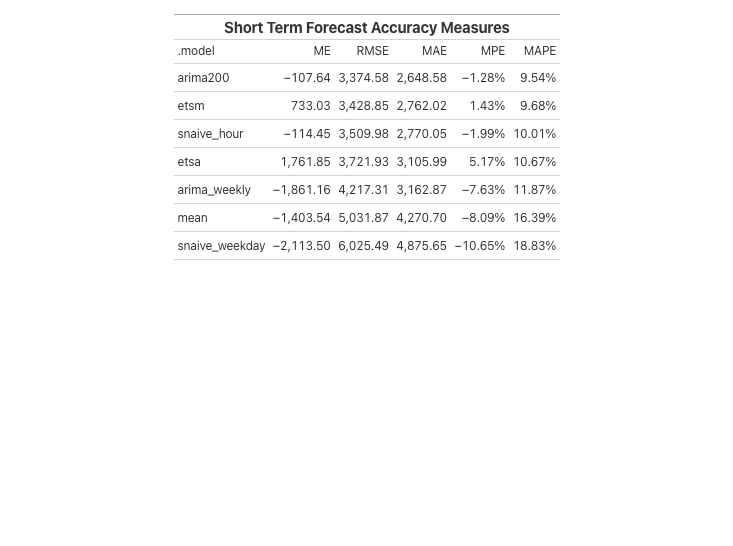 Short Term Forecast Accuracy Measures
.model ME RMSE MAE MPE MAPE
arima200 −107.64 3,374.58 2,648.58 −1.28% 9.54%
etsm 733.03 3,428.85 2,762.02 1.43% 9.68%
snaive_hour −114.45 3,509.98 2,770.05 −1.99% 10.01%
etsa 1,761.85 3,721.93 3,105.99 5.17% 10.67%
arima_weekly −1,861.16 4,217.31 3,162.87 −7.63% 11.87%
mean −1,403.54 5,031.87 4,270.70 −8.09% 16.39%
snaive_weekday −2,113.50 6,025.49 4,875.65 −10.65% 18.83%